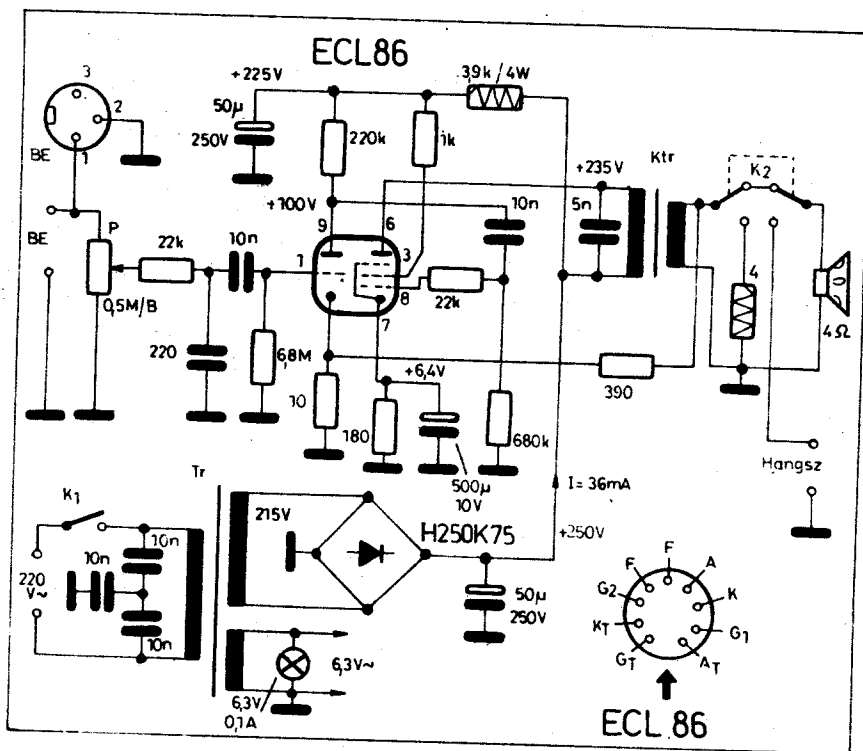 ECL86
3
2
1
BE
BE
P
0,5M/B
+225V
50µ
250V
220k
1k
3,9k/4W
+100V
9
6
10n
+235V
5n
Ktr
K2
22k
10n
1
3
8
7
22k
220
6,8M
10
180
+6,4V
500µ
10V
680k
390
4
4Ω
Hangsz
I=36mA
+250V
K1
Tr
220
V~
10n
10n
10n
215V
H250K75
50µ
250V
6,3V~
6,3V
0,1A
F
F
A
G2
K
KT
G1
GT
AT
ECL 86